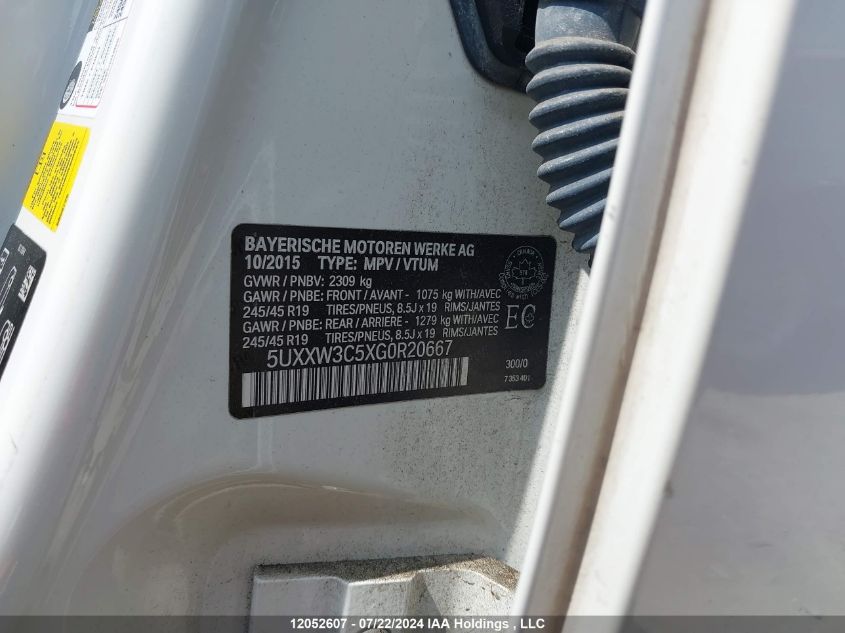 BAYERISCHE MOTOREN WERKE AG
10/2015 TYPE: MPV / VTUM
GVWR / PNBV: 2309 kg
GAWR / PNBE: FRONT / AVANT - 1075 kg WITH/AVEC
245/45 R19 TIRES/PNEUS, 8.5J x 19 RIMS/JANTES
GAWR / PNBE: REAR / ARRIERE - 1279 kg WITH/AVEC
245/45 R19 TIRES/PNEUS, 8.5J x 19 RIMS/JANTES
EC
5UXXW3C5XG0R20667
300/0
7353401
12052607 - 07/22/2024 IAA Holdings , LLC